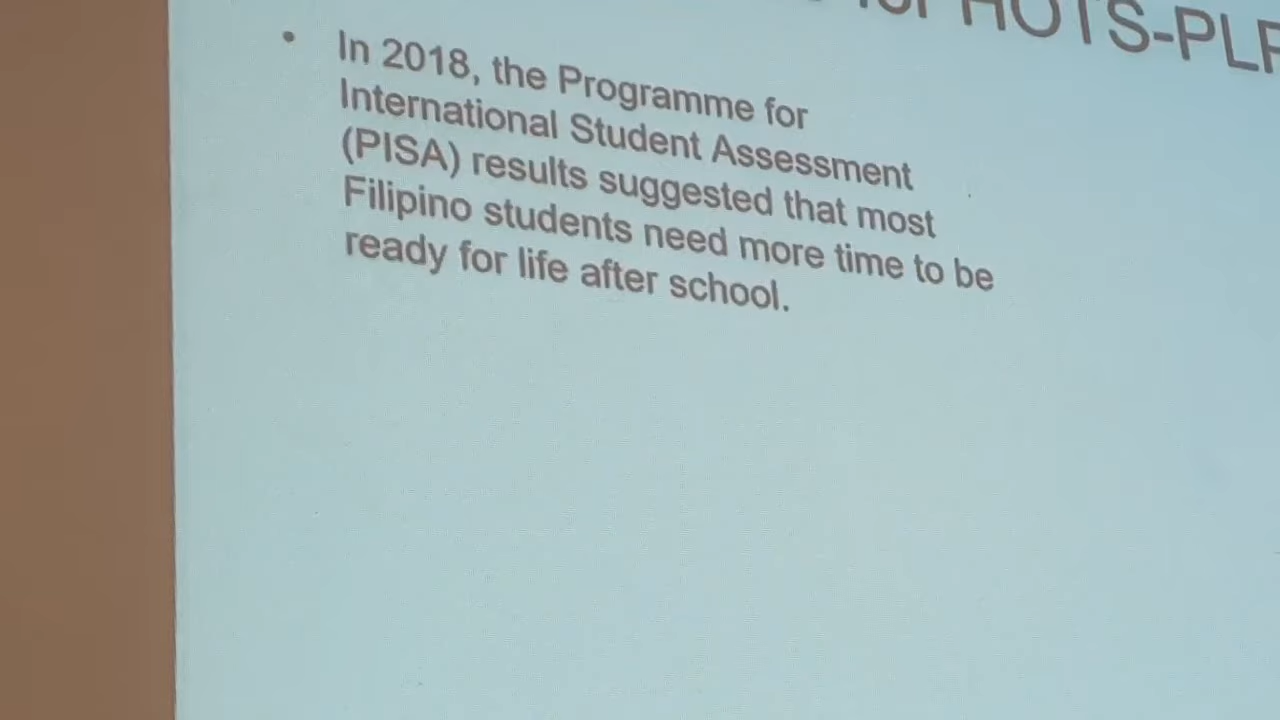 for HOTS-PLP
• In 2018, the Programme for
International Student Assessment
(PISA) results suggested that most
Filipino students need more time to be
ready for life after school.